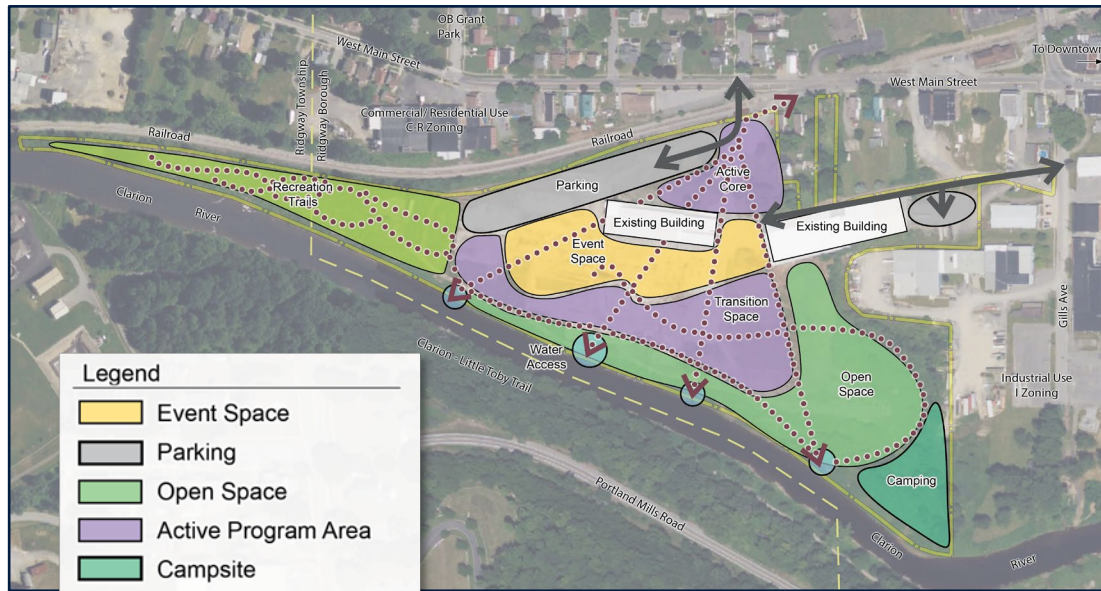 OB Grant
Park
West Main Street
To Downtown
West Main Street
Ridgway Township
Ridgway Borough
Commercial/ Residential Use
C-R Zoning
Railroad
Railroad
Recreation
Trails
Parking
Active
Core
Clarion
River
Existing Building
Existing Building
Event
Space
Transition
Space
Water
Access
Clarion - Little Toby Trail
Open
Space
Gills Ave
Industrial Use
I Zoning
Camping
Portland Mills Road
Clarion
River
Legend
Event Space
Parking
Open Space
Active Program Area
Campsite